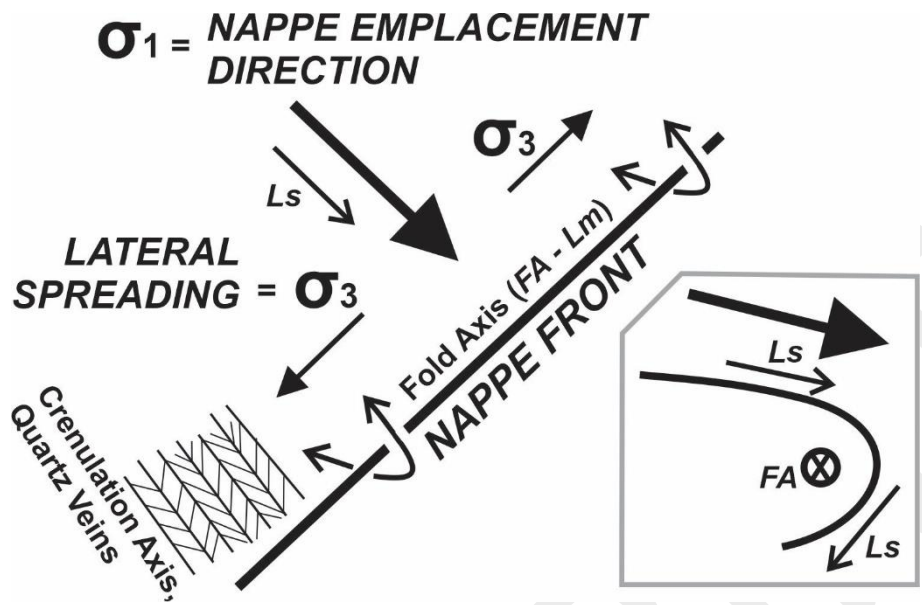 σ1 = NAPPE EMPLACEMENT
DIRECTION
σ3
Ls
LATERAL
SPREADING = σ3
Fold Axis (FA - Lm)
NAPPE FRONT
Crenulation Axis,
Quartz Veins
Ls
FA
Ls